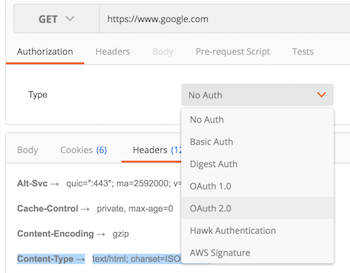 GET https://www.google.com
Authorization Headers Body Pre-request Script Tests
Type No Auth
No Auth
Basic Auth
Digest Auth
OAuth 1.0
OAuth 2.0
Hawk Authentication
AWS Signature
Body Cookies (6) Headers (12
Alt-Svc → quic=":443"; ma=2592000; v=
Cache-Control → private, max-age=0
Content-Encoding → gzip
Content-Type → text/html; charset=ISO